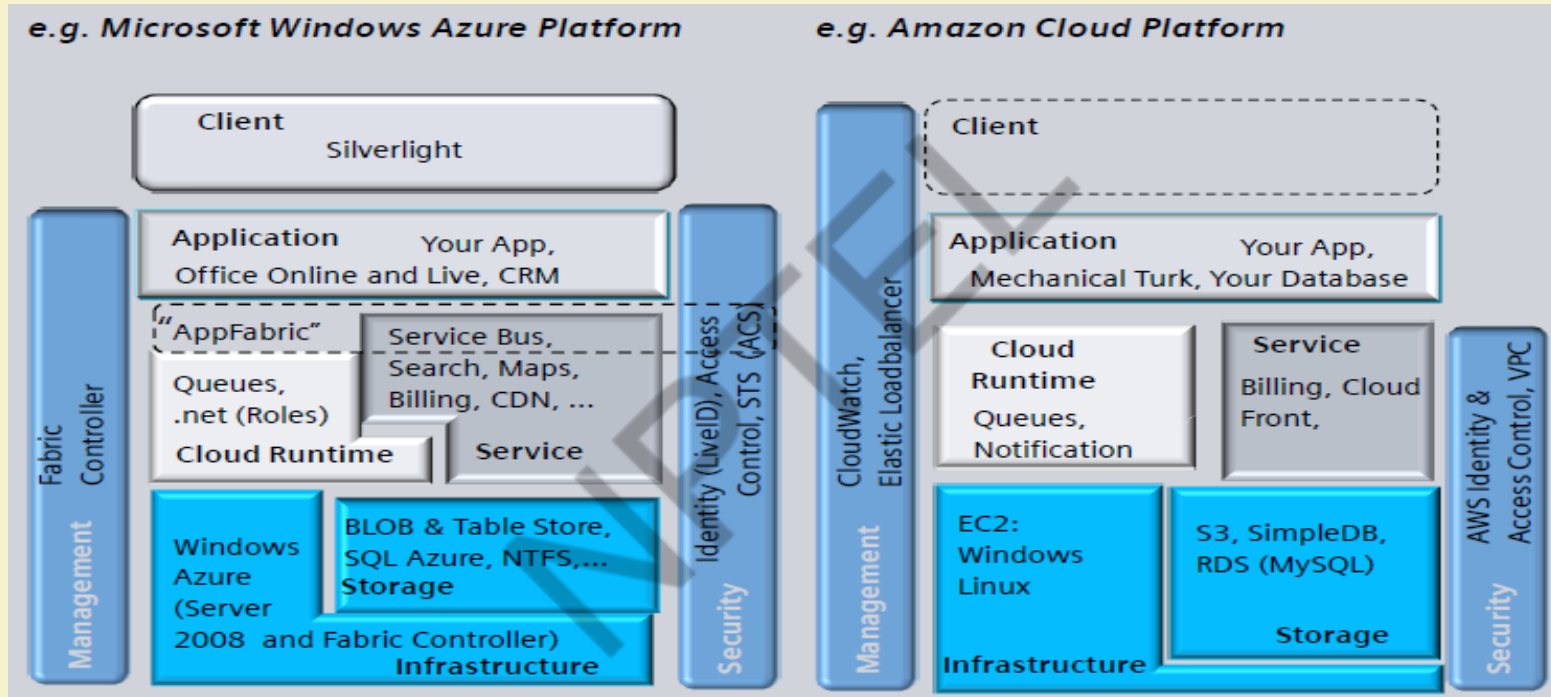 e.g. Microsoft Windows Azure Platform
Client
Silverlight
Application Your App,
Office Online and Live, CRM
"AppFabric"
Service Bus,
Search, Maps,
Billing, CDN, ...
Service
Queues,
.net (Roles)
Cloud Runtime
BLOB & Table Store,
SQL Azure, NTFS,...
Storage
Windows
Azure
(Server
2008 and Fabric Controller)
Infrastructure
Fabric
Controller
Management
Identity (LiveID), Access
Control, STS (ACS)
Security
e.g. Amazon Cloud Platform
Client
Application Your App,
Mechanical Turk, Your Database
Cloud
Runtime
Queues,
Notification
Service
Billing, Cloud
Front,
EC2:
Windows
Linux
Infrastructure
S3, SimpleDB,
RDS (MySQL)
Storage
CloudWatch,
Elastic Loadbalancer
Management
AWS Identity &
Access Control, VPC
Security
NPTEL